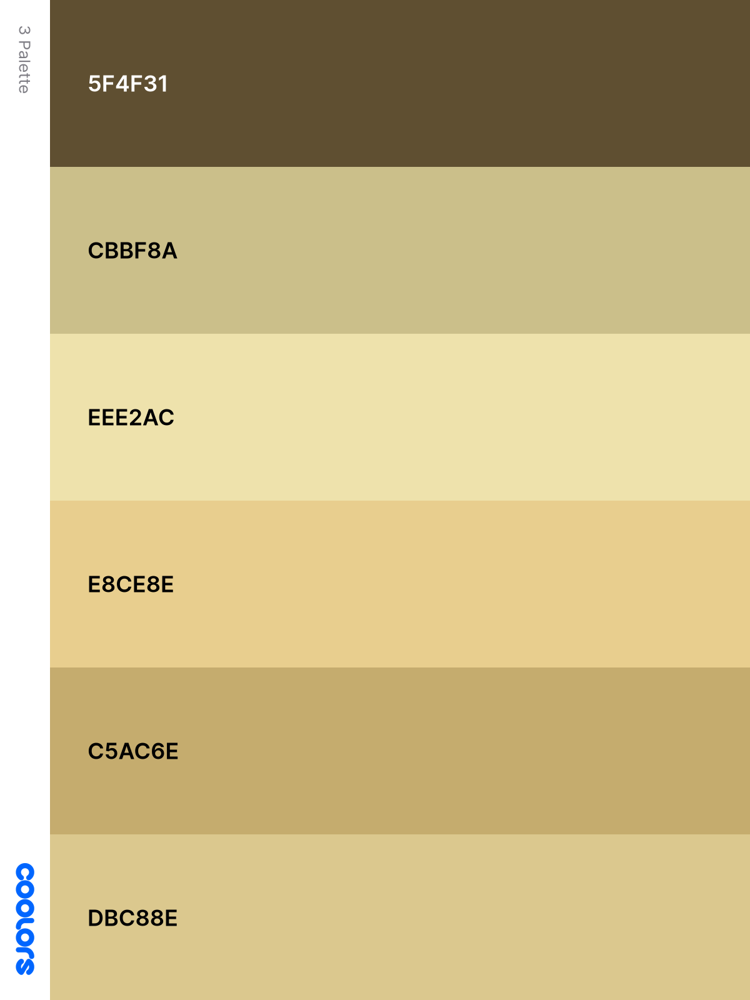 3 Palette
5F4F31
CBBF8A
EEE2AC
E8CE8E
C5AC6E
DBC88E
coolors